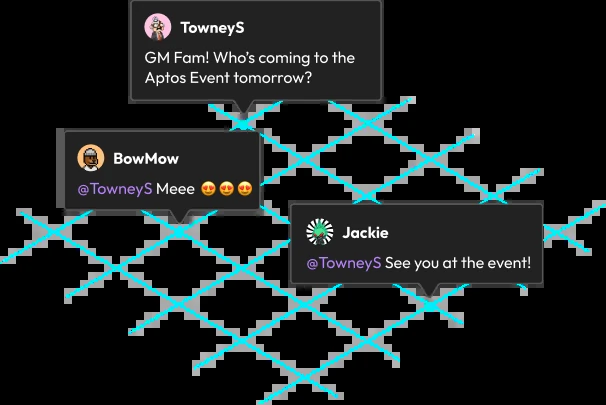 TowneyS
GM Fam! Who's coming to the
Aptos Event tomorrow?
BowMow
@TowneyS Meee 😍😍😍
Jackie
@TowneyS See you at the event!